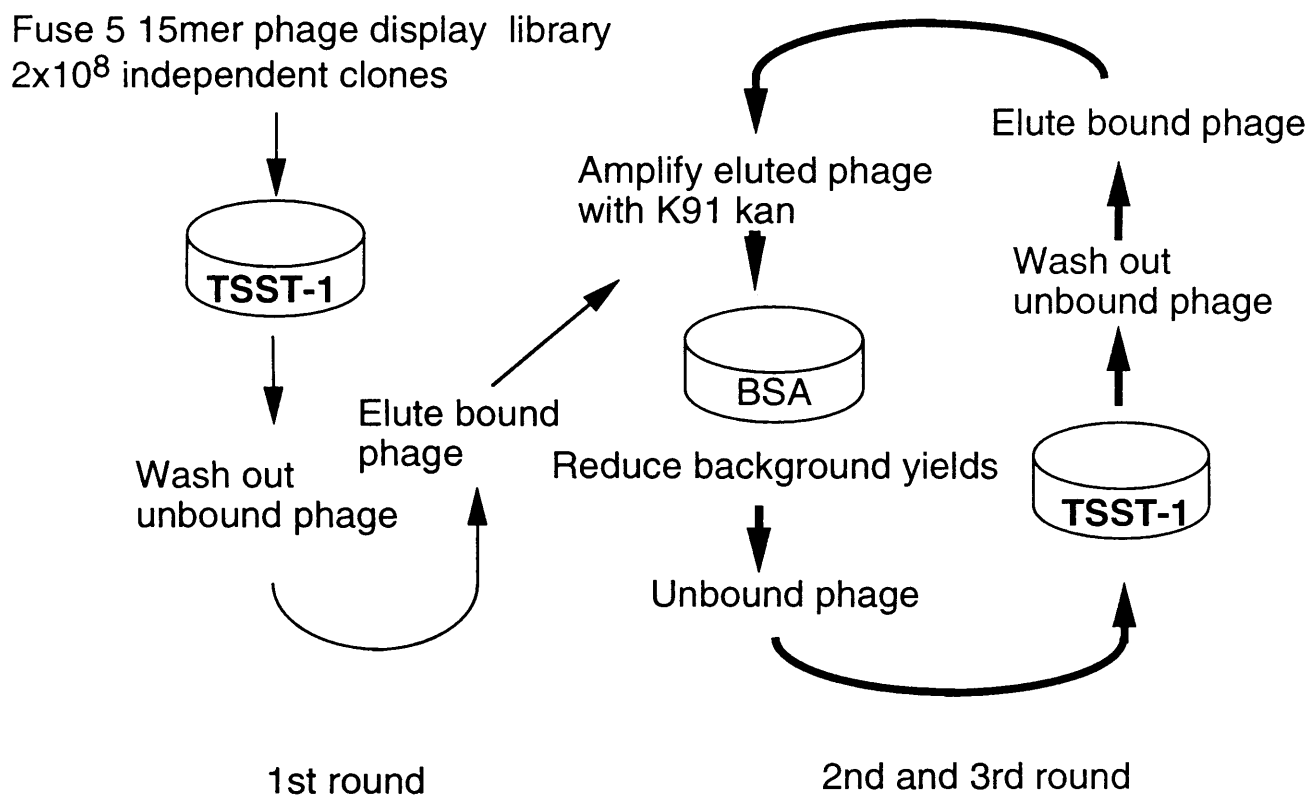 Fuse 5 15mer phage display library
2x10⁸ independent clones
TSST-1
Wash out
unbound phage
Elute bound
phage
1st round
Amplify eluted phage
with K91 kan
BSA
Reduce background yields
Unbound phage
TSST-1
Wash out
unbound phage
Elute bound phage
2nd and 3rd round